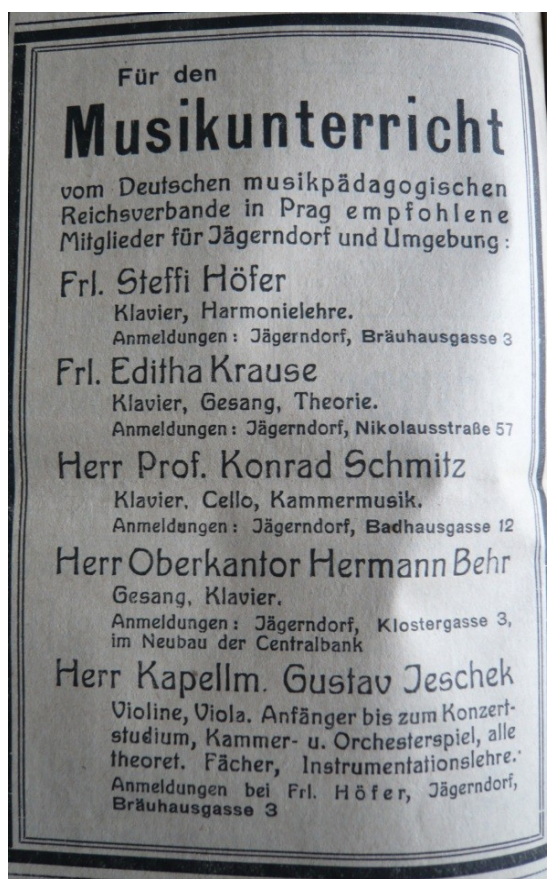 Für den
Musikunterricht
vom Deutschen musikpädagogischen
Reichsverbande in Prag empfohlene
Mitglieder für Jägerndorf und Umgebung:
Frl. Steffi Höfer
Klavier, Harmonielehre.
Anmeldungen: Jägerndorf, Bräuhausgasse 3
Frl. Editha Krause
Klavier, Gesang, Theorie.
Anmeldungen: Jägerndorf, Nikolausstraße 57
Herr Prof. Konrad Schmitz
Klavier, Cello, Kammermusik.
Anmeldungen: Jägerndorf, Badhausgasse 12
Herr Oberkantor Hermann Behr
Gesang, Klavier.
Anmeldungen: Jägerndorf, Klostergasse 3,
im Neubau der Centralbank
Herr Kapellm. Gustav Jeschek
Violine, Viola. Anfänger bis zum Konzert-
studium, Kammer- u. Orchesterspiel, alle
theoret. Fächer, Instrumentationslehre.
Anmeldungen bei Frl. Höfer, Jägerndorf,
Bräuhausgasse 3